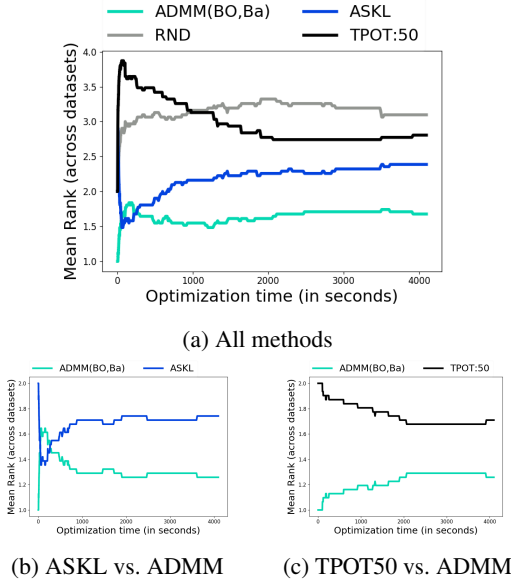 ADMM(BO,Ba) ASKL
RND TPOT:50
Mean Rank (across datasets)
4.0
3.5
3.0
2.5
2.0
1.5
1.0
0 1000 2000 3000 4000
Optimization time (in seconds)
(a) All methods
ADMM(BO,Ba) ASKL
Mean Rank (across datasets)
2.0
1.8
1.6
1.4
1.2
1.0
0 1000 2000 3000 4000
Optimization time (in seconds)
(b) ASKL vs. ADMM
ADMM(BO,Ba) TPOT:50
Mean Rank (across datasets)
2.0
1.8
1.6
1.4
1.2
1.0
0 1000 2000 3000 4000
Optimization time (in seconds)
(c) TPOT50 vs. ADMM